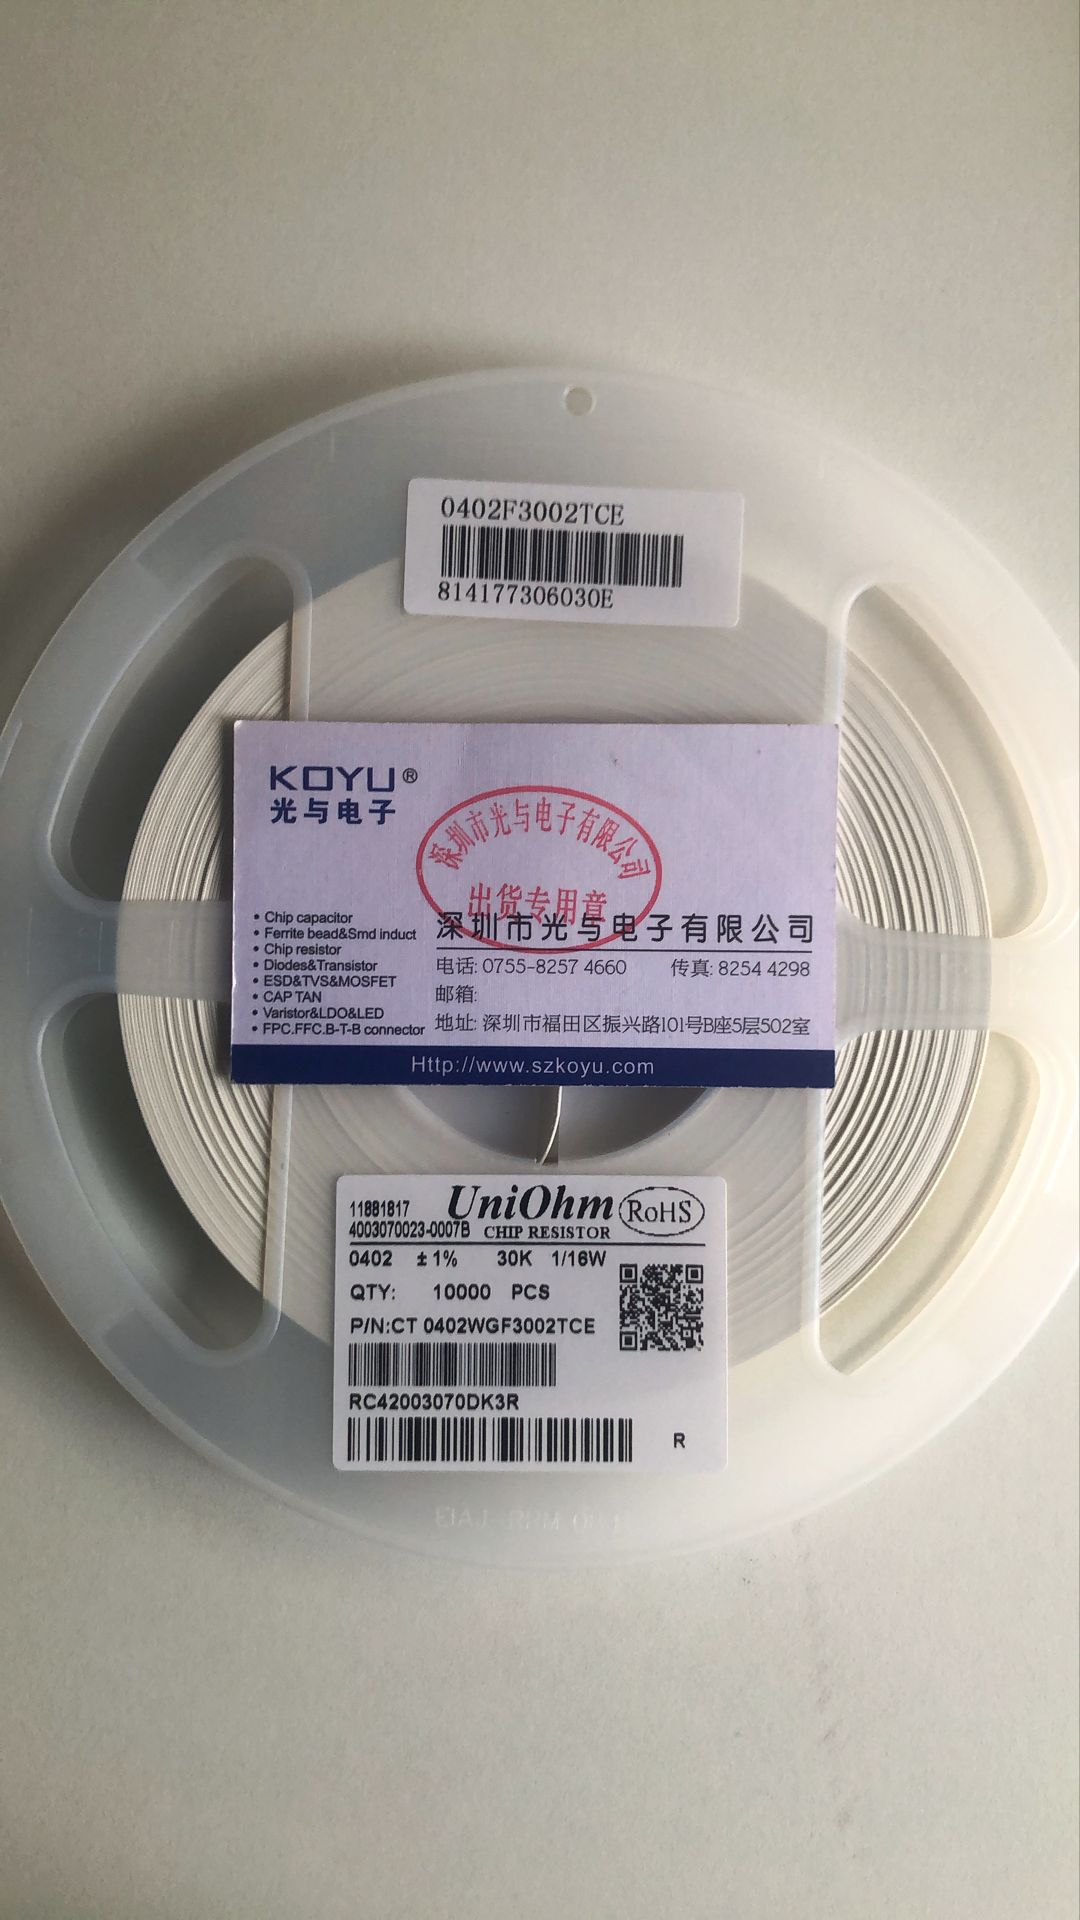 0402F3002TCE
814177306030E
KOYU®
光与电子
深圳市光与电子有限公司
出货专用章
• Chip capacitor
• Ferrite bead&Smd induct
• Chip resistor
• Diodes&Transistor
• ESD&TVS&MOSFET
• CAP TAN
• Varistor&LDO&LED
• FPC.FFC.B-T-B connector
深圳市光与电子有限公司
电话: 0755-8257 4660 传真: 8254 4298
邮箱:
地址: 深圳市福田区振兴路101号B座5层502室
Http://www.szkoyu.com
11881817 UniOhm RoHS
4003070023-0007B CHIP RESISTOR
0402 ±1% 30K 1/16W
QTY: 10000 PCS
P/N:CT 0402WGF3002TCE
RC42003070DK3R
R